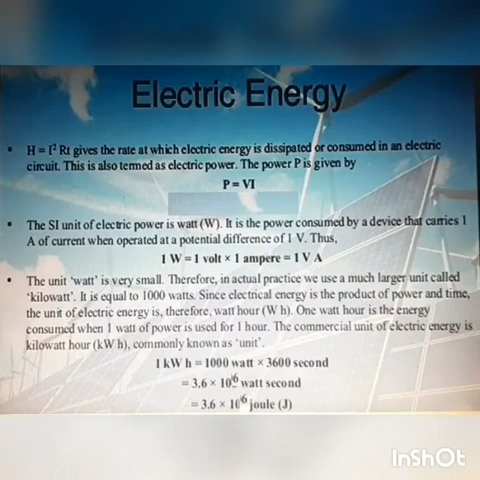 Electric Energy
• H = I² Rt gives the rate at which electric energy is dissipated or consumed in an electric
circuit. This is also termed as electric power. The power P is given by
P = VI
• The SI unit of electric power is watt (W). It is the power consumed by a device that carries 1
A of current when operated at a potential difference of 1 V. Thus,
1 W = 1 volt × 1 ampere = 1 V A
• The unit ‘watt’ is very small. Therefore, in actual practice we use a much larger unit called
‘kilowatt’. It is equal to 1000 watts. Since electrical energy is the product of power and time,
the unit of electric energy is, therefore, watt hour (W h). One watt hour is the energy
consumed when 1 watt of power is used for 1 hour. The commercial unit of electric energy is
kilowatt hour (kW h), commonly known as ‘unit’.
1 kW h = 1000 watt × 3600 second
= 3.6 × 10⁶ watt second
= 3.6 × 10⁶ joule (J)
InShOt